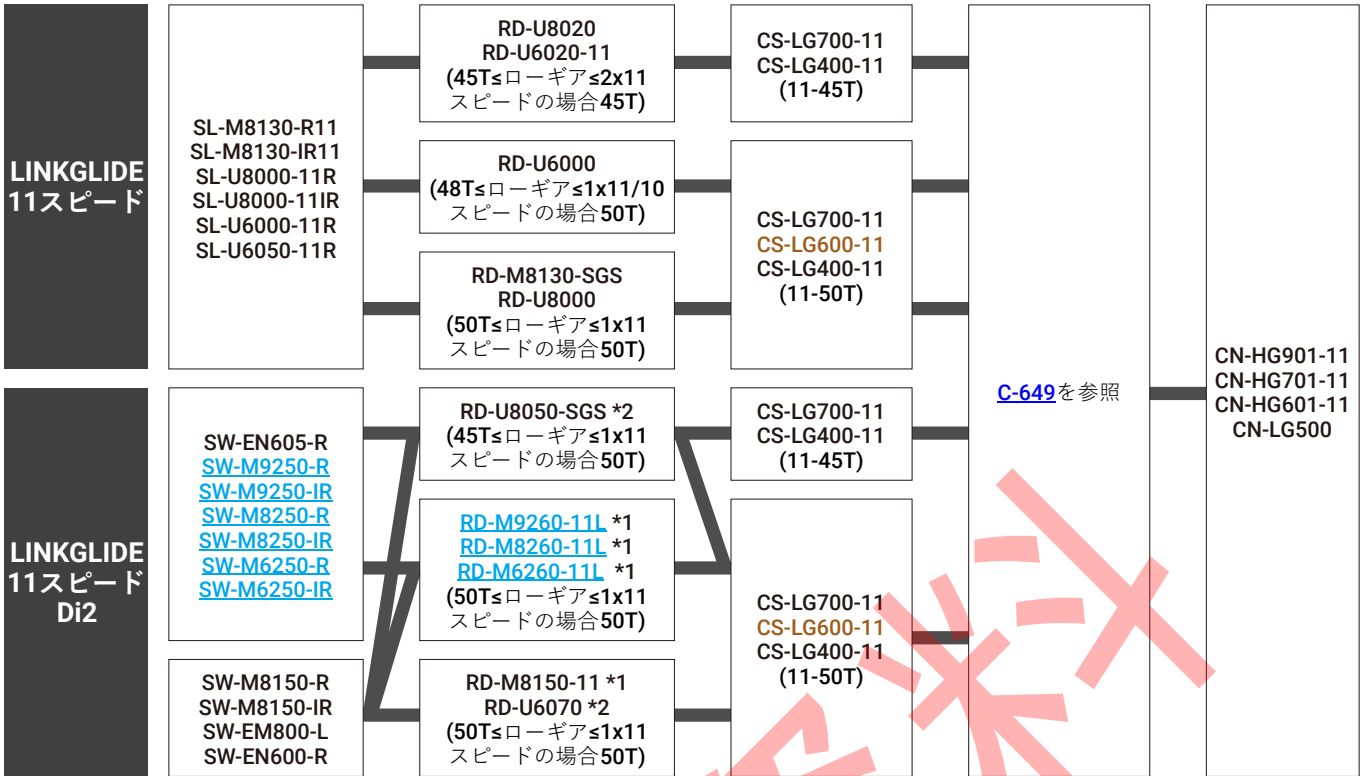 LINKGLIDE
11スピード
SL-M8130-R11
SL-M8130-IR11
SL-U8000-11R
SL-U8000-11IR
SL-U6000-11R
SL-U6050-11R
RD-U8020
RD-U6020-11
(45T≤ローギア≤2x11
スピードの場合45T)
CS-LG700-11
CS-LG400-11
(11-45T)
RD-U6000
(48T≤ローギア≤1x11/10
スピードの場合50T)
RD-M8130-SGS
RD-U8000
(50T≤ローギア≤1x11
スピードの場合50T)
CS-LG700-11
CS-LG600-11
CS-LG400-11
(11-50T)
LINKGLIDE
11スピード
Di2
SW-EN605-R
SW-M9250-R
SW-M9250-IR
SW-M8250-R
SW-M8250-IR
SW-M6250-R
SW-M6250-IR
SW-M8150-R
SW-M8150-IR
SW-EM800-L
SW-EN600-R
RD-U8050-SGS *2
(45T≤ローギア≤1x11
スピードの場合50T)
RD-M9260-11L *1
RD-M8260-11L *1
RD-M6260-11L *1
(50T≤ローギア≤1x11
スピードの場合50T)
RD-M8150-11 *1
RD-U6070 *2
(50T≤ローギア≤1x11
スピードの場合50T)
CS-LG700-11
CS-LG400-11
(11-45T)
CS-LG700-11
CS-LG600-11
CS-LG400-11
(11-50T)
C-649を参照
CN-HG901-11
CN-HG701-11
CN-HG601-11
CN-LG500